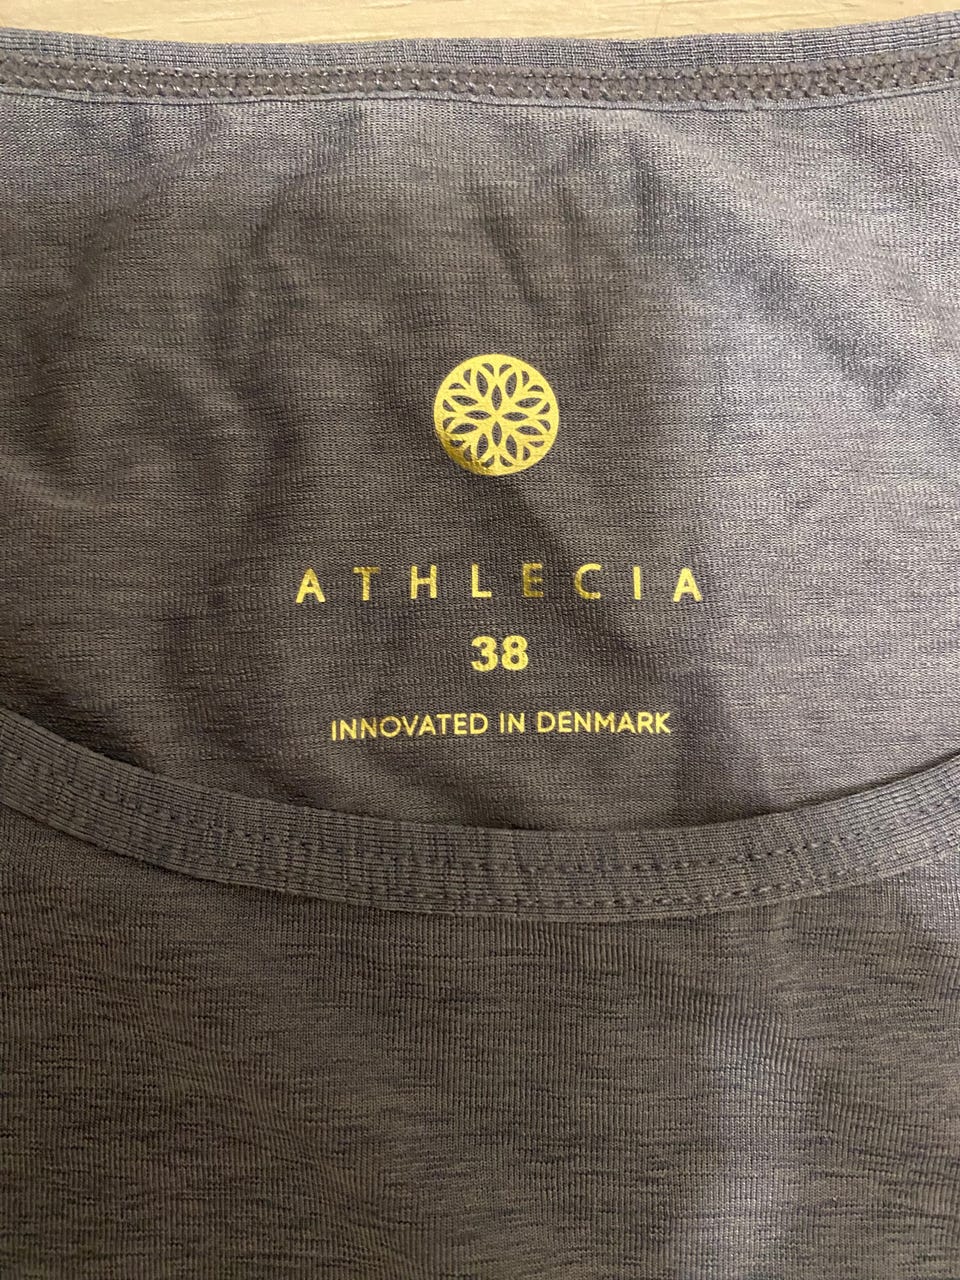 ATHLECIA
38
INNOVATED IN DENMARK